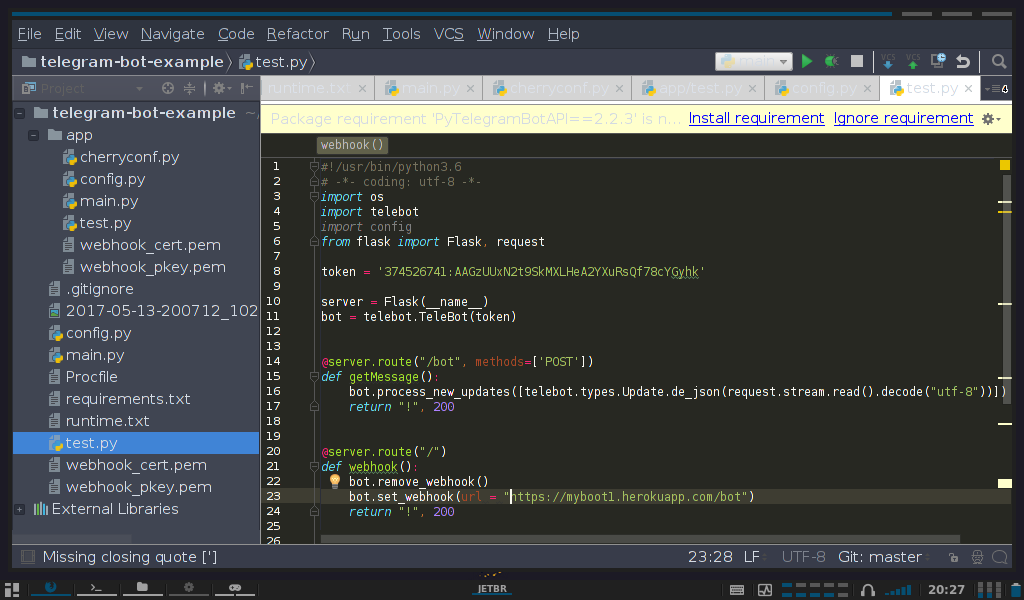 File Edit View Navigate Code Refactor Run Tools VCS Window Help
telegram-bot-example test.py main VCS VCS
Project runtime.txt main.py cherryconf.py app/test.py config.py test.py 4
telegram-bot-example ~
Package requirement 'PyTelegramBotAPI==2.2.3' is n... Install requirement Ignore requirement
app
cherryconf.py
config.py
main.py
test.py
webhook_cert.pem
webhook_pkey.pem
.gitignore
2017-05-13-200712_102
config.py
main.py
Procfile
requirements.txt
runtime.txt
test.py
webhook_cert.pem
webhook_pkey.pem
External Libraries
webhook()
1 #!/usr/bin/python3.6
2 # -*- coding: utf-8 -*-
3 import os
4 import telebot
5 import config
6 from flask import Flask, request
7
8 token = '374526741:AAGzUUxN2t9SkMXLHeA2YXuRsQf78cYGyhk'
9
10 server = Flask(__name__)
11 bot = telebot.TeleBot(token)
12
13
14 @server.route("/bot", methods=['POST'])
15 def getMessage():
16 bot.process_new_updates([telebot.types.Update.de_json(request.stream.read().decode("utf-8"))])
17 return "!", 200
18
19
20 @server.route("/")
21 def webhook():
22 bot.remove_webhook()
23 bot.set_webhook(url = "https://myboot1.herokuapp.com/bot")
24 return "!", 200
25
26
Missing closing quote ['] 23:28 LF UTF-8 Git: master
JETBR 20:27